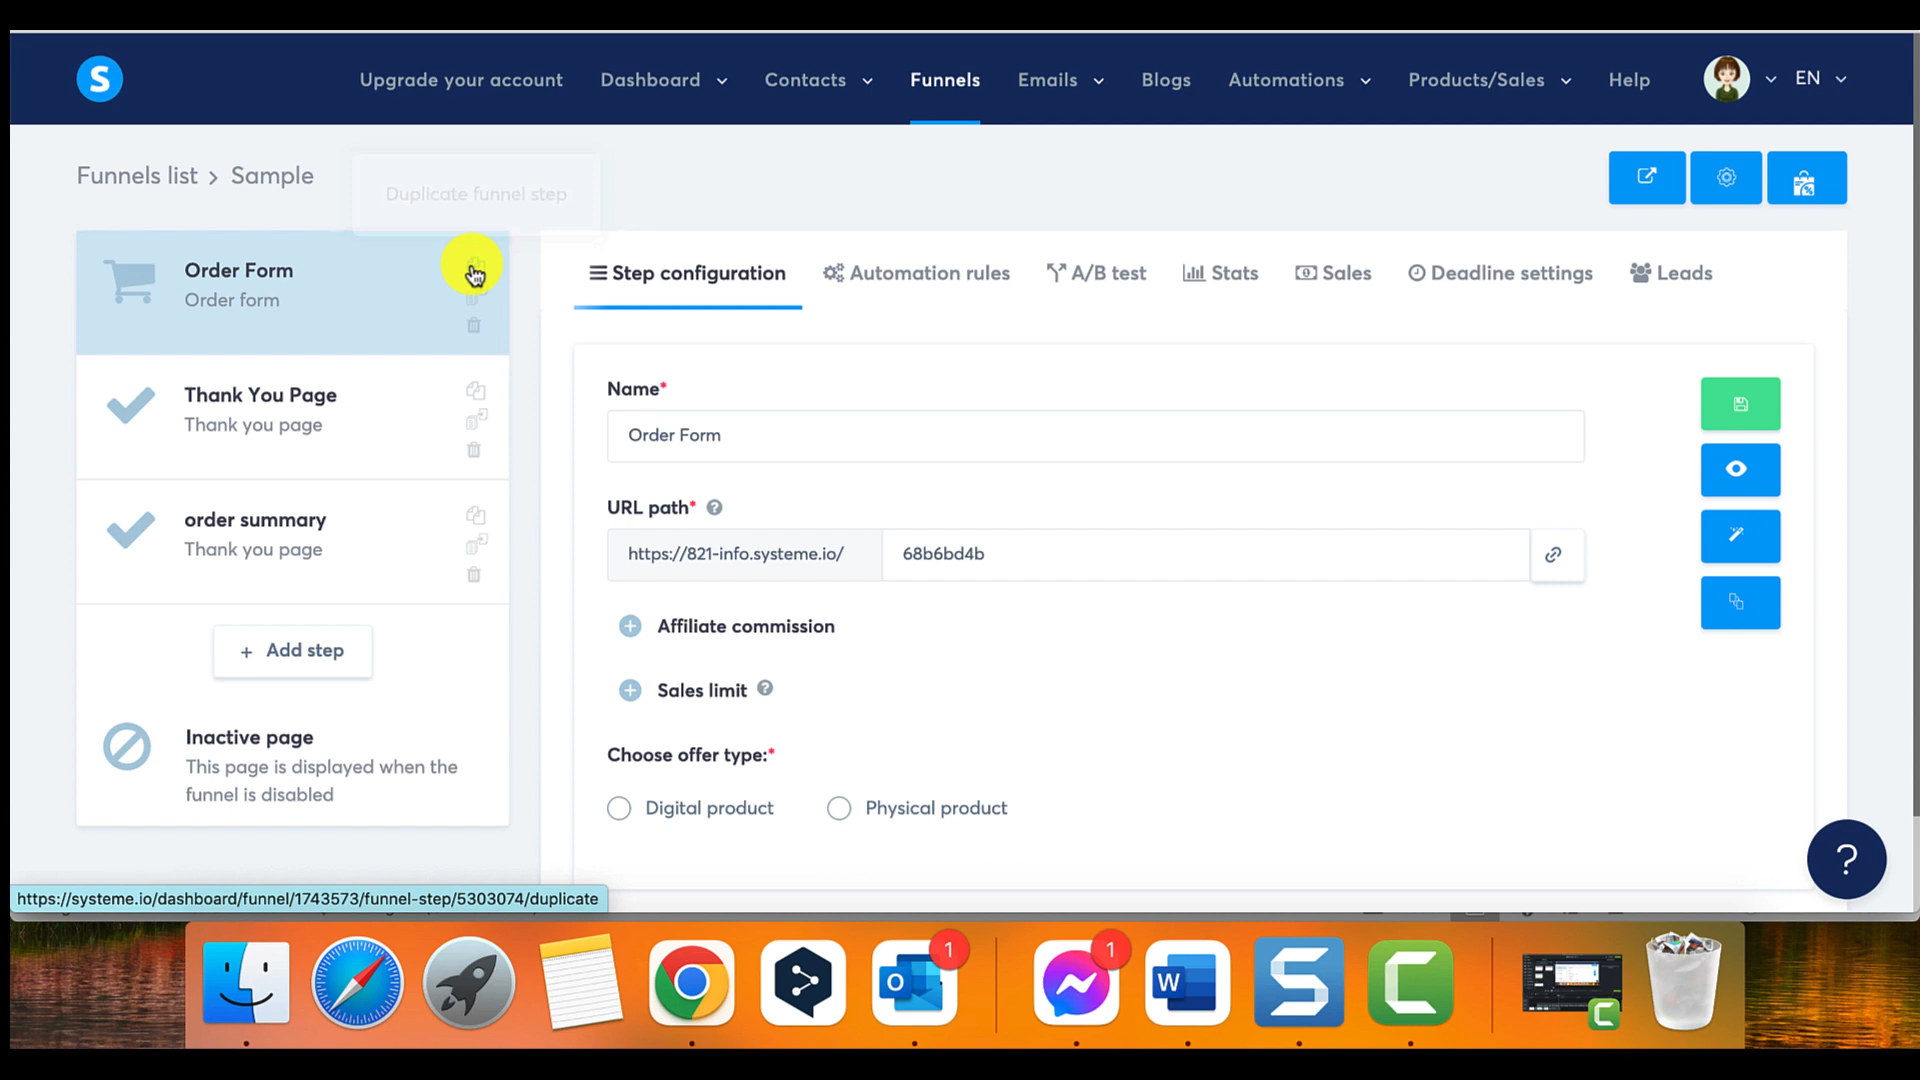 S
Upgrade your account
Dashboard
Contacts
Funnels
Emails
Blogs
Automations
Products/Sales
Help
EN
Funnels list > Sample
Duplicate funnel step
Order Form
Order form
Thank You Page
Thank you page
order summary
Thank you page
+ Add step
Inactive page
This page is displayed when the
funnel is disabled
Step configuration
Automation rules
A/B test
Stats
Sales
Deadline settings
Leads
Name*
Order Form
URL path* ?
https://821-info.systeme.io/
68b6bd4b
Affiliate commission
Sales limit ?
Choose offer type:*
Digital product
Physical product
?
https://systeme.io/dashboard/funnel/1743573/funnel-step/5303074/duplicate
O
1
1
W
S
C
C